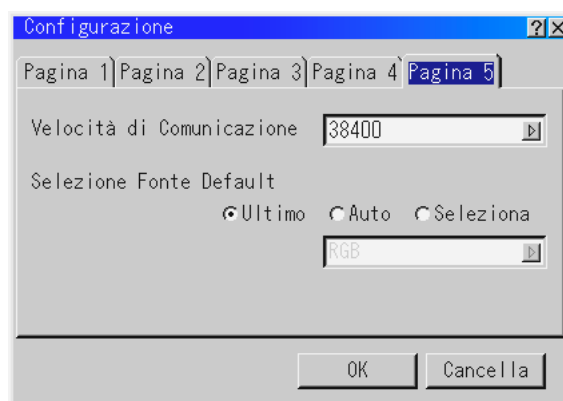 Configurazione ? X
Pagina 1 Pagina 2 Pagina 3 Pagina 4 Pagina 5
Velocità di Comunicazione 38400
Selezione Fonte Default
Ultimo Auto Seleziona
RGB
OK Cancella